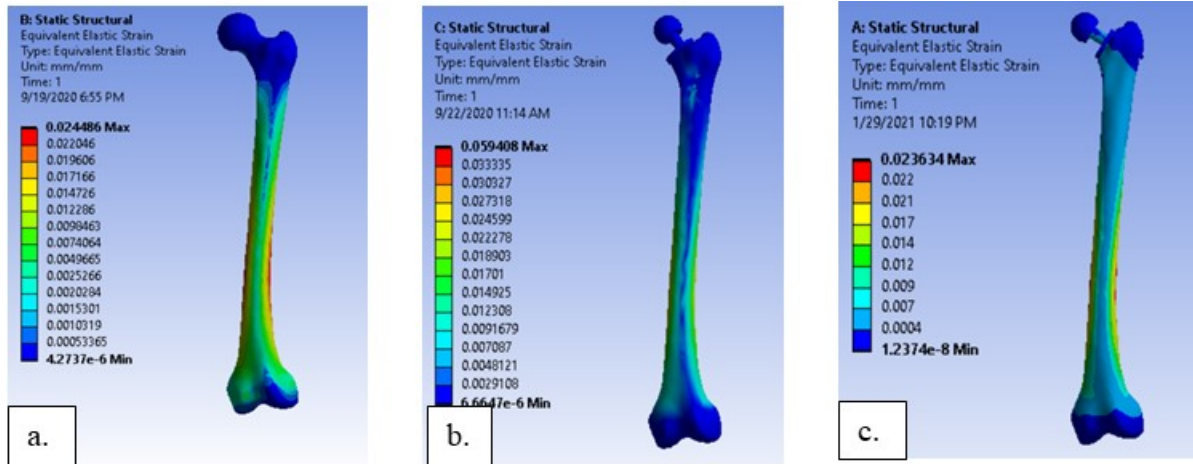 B: Static Structural
Equivalent Elastic Strain
Type: Equivalent Elastic Strain
Unit: mm/mm
Time: 1
9/19/2020 6:55 PM
0.024486 Max
0.022046
0.019606
0.017166
0.014726
0.012286
0.0098463
0.0074064
0.0049665
0.0025266
0.0020284
0.0015301
0.0010319
0.00053365
4.2737e-6 Min
a.
C: Static Structural
Equivalent Elastic Strain
Type: Equivalent Elastic Strain
Unit: mm/mm
Time: 1
9/22/2020 11:14 AM
0.059408 Max
0.033335
0.030327
0.027318
0.024599
0.022278
0.018903
0.01701
0.014925
0.012308
0.0091679
0.007087
0.0048121
0.0029108
6.6647e-6 Min
b.
A: Static Structural
Equivalent Elastic Strain
Type: Equivalent Elastic Strain
Unit: mm/mm
Time: 1
1/29/2021 10:19 PM
0.023634 Max
0.022
0.021
0.017
0.014
0.012
0.009
0.007
0.0004
1.2374e-8 Min
c.